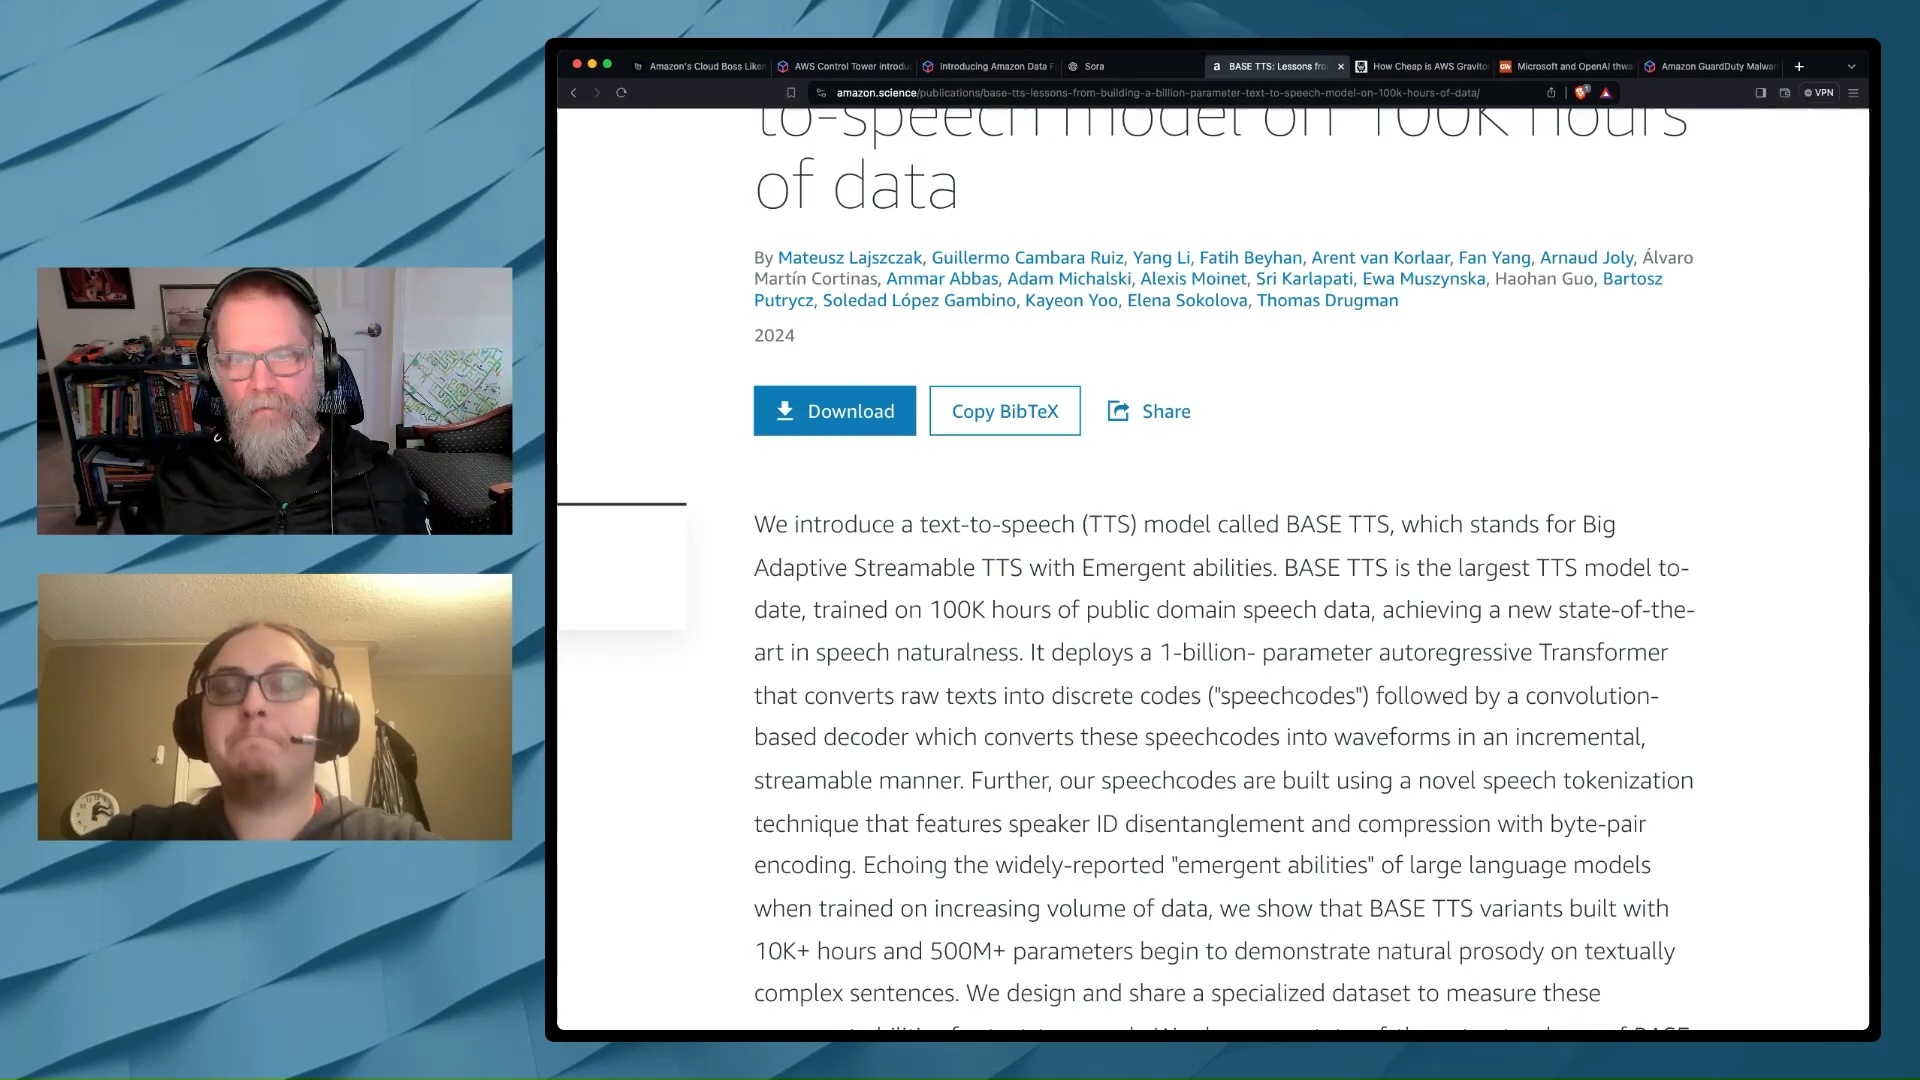 Amazon's Cloud Boss Liken
AWS Control Tower introdu
Introducing Amazon Data F
Sora
BASE TTS: Lessons fro
How Cheap is AWS Gravito
Microsoft and OpenAI thwa
Amazon GuardDuty Malwa
amazon.science/publications/base-tts-lessons-from-building-a-billion-parameter-text-to-speech-model-on-100k-hours-of-data/
VPN
to-speech model on 100K hours
of data
By Mateusz Lajszczak, Guillermo Cambara Ruiz, Yang Li, Fatih Beyhan, Arent van Korlaar, Fan Yang, Arnaud Joly, Álvaro
Martín Cortinas, Ammar Abbas, Adam Michalski, Alexis Moinet, Sri Karlapati, Ewa Muszynska, Haohan Guo, Bartosz
Putrycz, Soledad López Gambino, Kayeon Yoo, Elena Sokolova, Thomas Drugman
2024
Download
Copy BibTeX
Share
We introduce a text-to-speech (TTS) model called BASE TTS, which stands for Big
Adaptive Streamable TTS with Emergent abilities. BASE TTS is the largest TTS model to-
date, trained on 100K hours of public domain speech data, achieving a new state-of-the-
art in speech naturalness. It deploys a 1-billion- parameter autoregressive Transformer
that converts raw texts into discrete codes ("speechcodes") followed by a convolution-
based decoder which converts these speechcodes into waveforms in an incremental,
streamable manner. Further, our speechcodes are built using a novel speech tokenization
technique that features speaker ID disentanglement and compression with byte-pair
encoding. Echoing the widely-reported "emergent abilities" of large language models
when trained on increasing volume of data, we show that BASE TTS variants built with
10K+ hours and 500M+ parameters begin to demonstrate natural prosody on textually
complex sentences. We design and share a specialized dataset to measure these